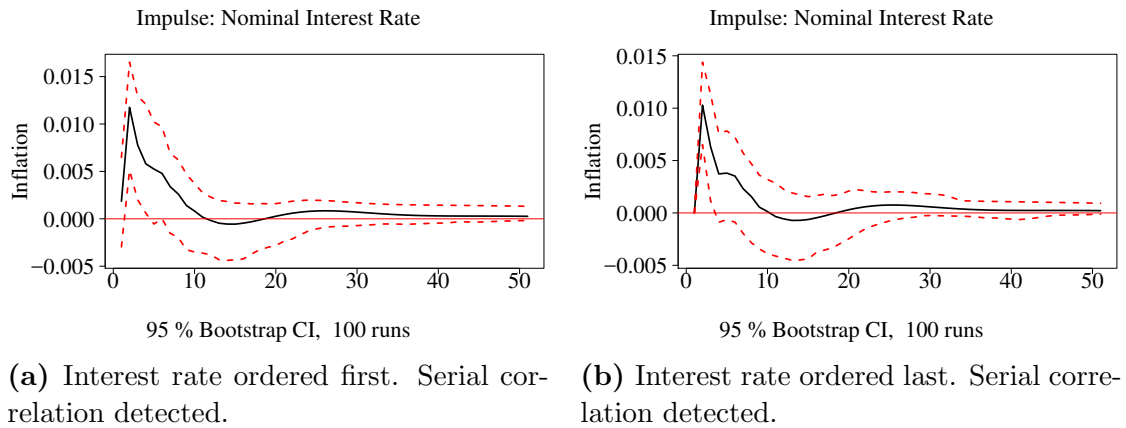 Impulse: Nominal Interest Rate
Inflation
0.015
0.010
0.005
0.000
−0.005
0 10 20 30 40 50
95 % Bootstrap CI, 100 runs
(a) Interest rate ordered first. Serial cor-
relation detected.
Impulse: Nominal Interest Rate
Inflation
0.015
0.010
0.005
0.000
−0.005
0 10 20 30 40 50
95 % Bootstrap CI, 100 runs
(b) Interest rate ordered last. Serial corre-
lation detected.